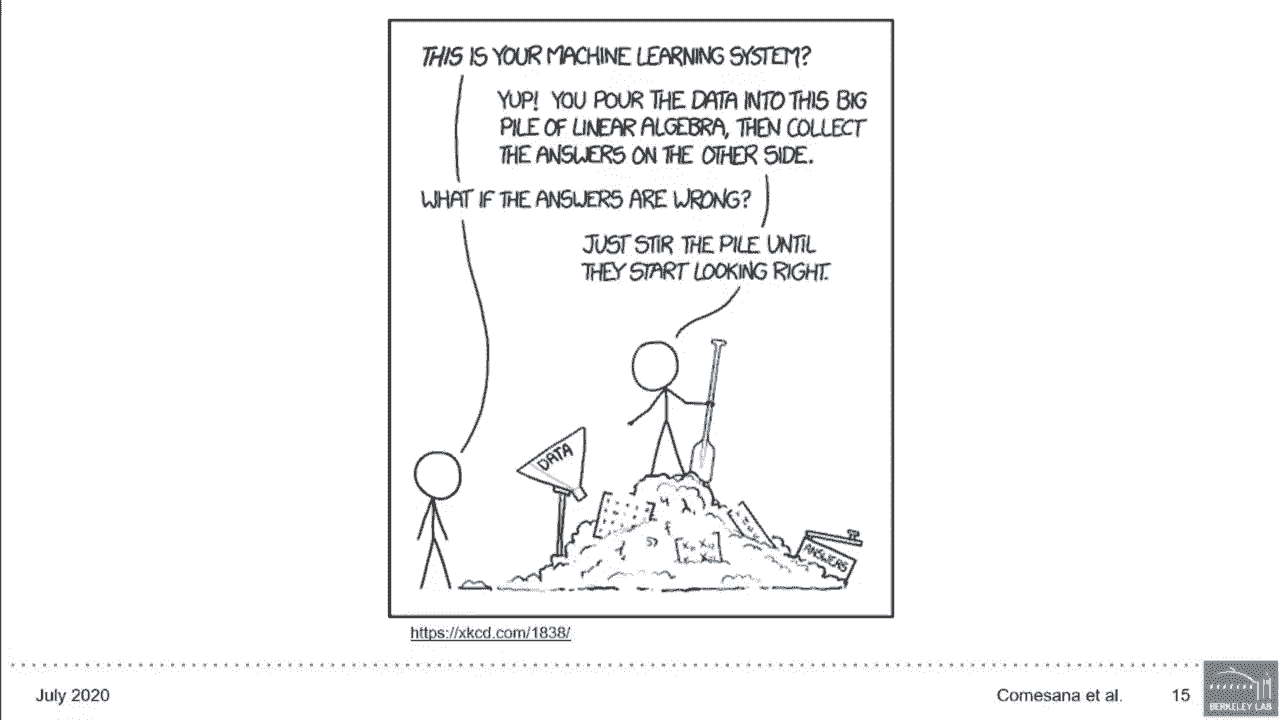 THIS IS YOUR MACHINE LEARNING SYSTEM?
YUP! YOU POUR THE DATA INTO THIS BIG
PILE OF LINEAR ALGEBRA, THEN COLLECT
THE ANSWERS ON THE OTHER SIDE.
WHAT IF THE ANSWERS ARE WRONG?
JUST STIR THE PILE UNTIL
THEY START LOOKING RIGHT.
DATA
ANSWERS
https://xkcd.com/1838/
July 2020
Comesana et al.
15
BERKELEY LAB